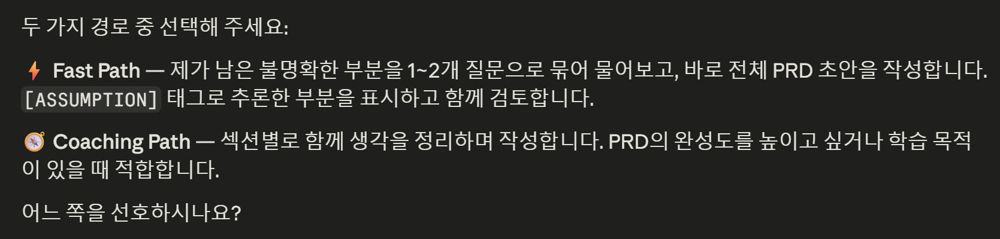 두 가지 경로 중 선택해 주세요:
⚡ Fast Path — 제가 남은 불명확한 부분을 1~2개 질문으로 묶어 물어보고, 바로 전체 PRD 초안을 작성합니다.
[ASSUMPTION] 태그로 추론한 부분을 표시하고 함께 검토합니다.
🧭 Coaching Path — 섹션별로 함께 생각을 정리하며 작성합니다. PRD의 완성도를 높이고 싶거나 학습 목적
이 있을 때 적합합니다.
어느 쪽을 선호하시나요?